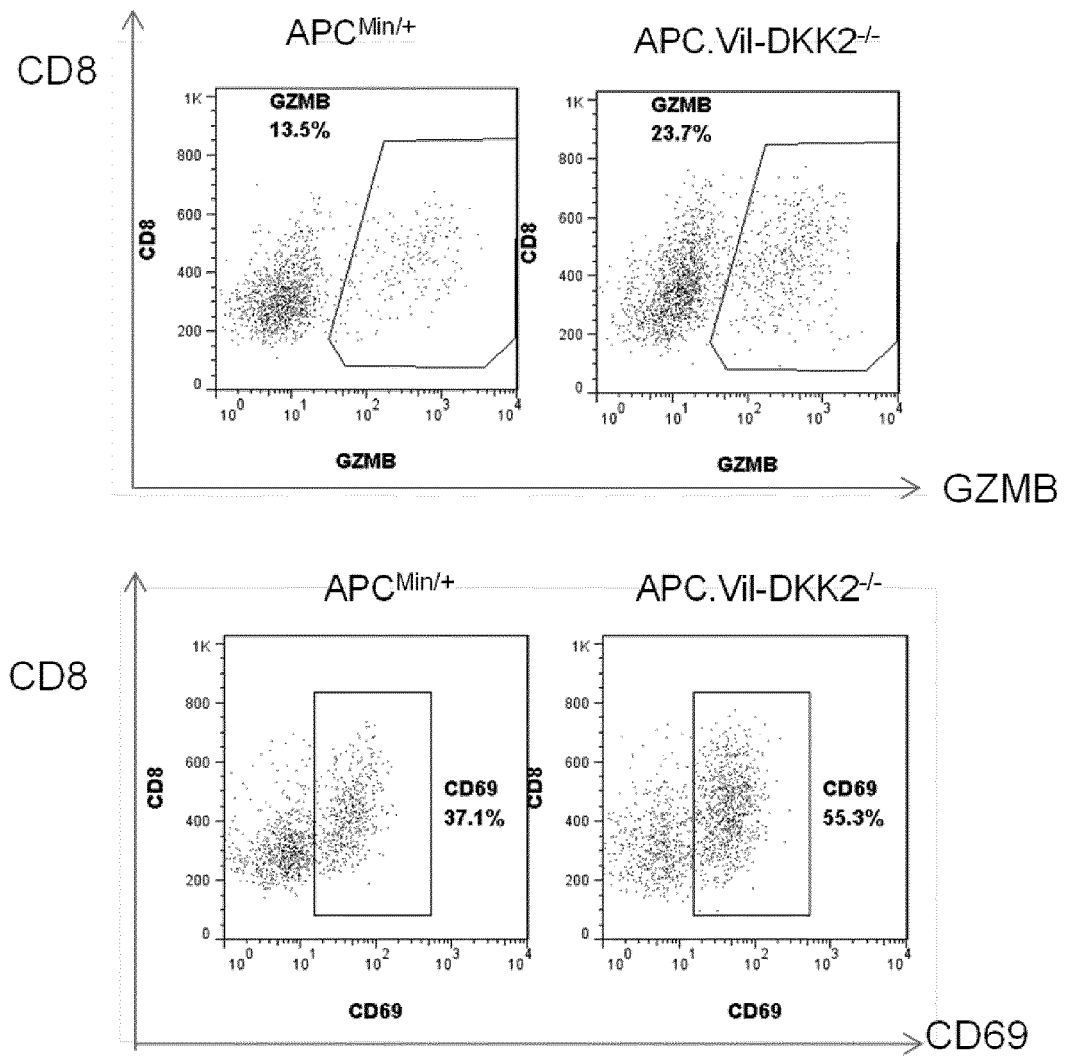 CD8
APC^Min/+
APC.Vil-DKK2^-/-
GZMB
13.5%
1K
800
600
400
200
0
CD8
10^0 10^1 10^2 10^3 10^4
GZMB
GZMB
23.7%
1K
800
600
400
200
0
CD8
10^0 10^1 10^2 10^3 10^4
GZMB
GZMB
CD8
APC^Min/+
APC.Vil-DKK2^-/-
1K
800
600
400
200
0
CD8
CD69
37.1%
10^0 10^1 10^2 10^3 10^4
CD69
1K
800
600
400
200
0
CD8
CD69
55.3%
10^0 10^1 10^2 10^3 10^4
CD69
CD69